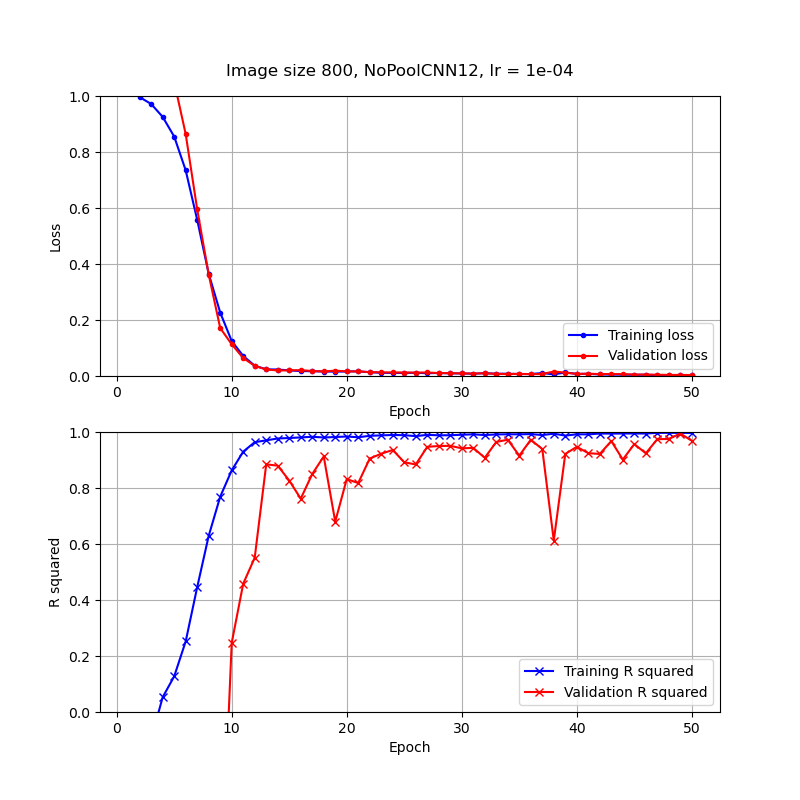 Image size 800, NoPoolCNN12, lr = 1e-04
1.0
0.8
0.6
0.4
0.2
0.0
Loss
Training loss
Validation loss
0 10 20 30 40 50
Epoch
1.0
0.8
0.6
0.4
0.2
0.0
R squared
Training R squared
Validation R squared
0 10 20 30 40 50
Epoch